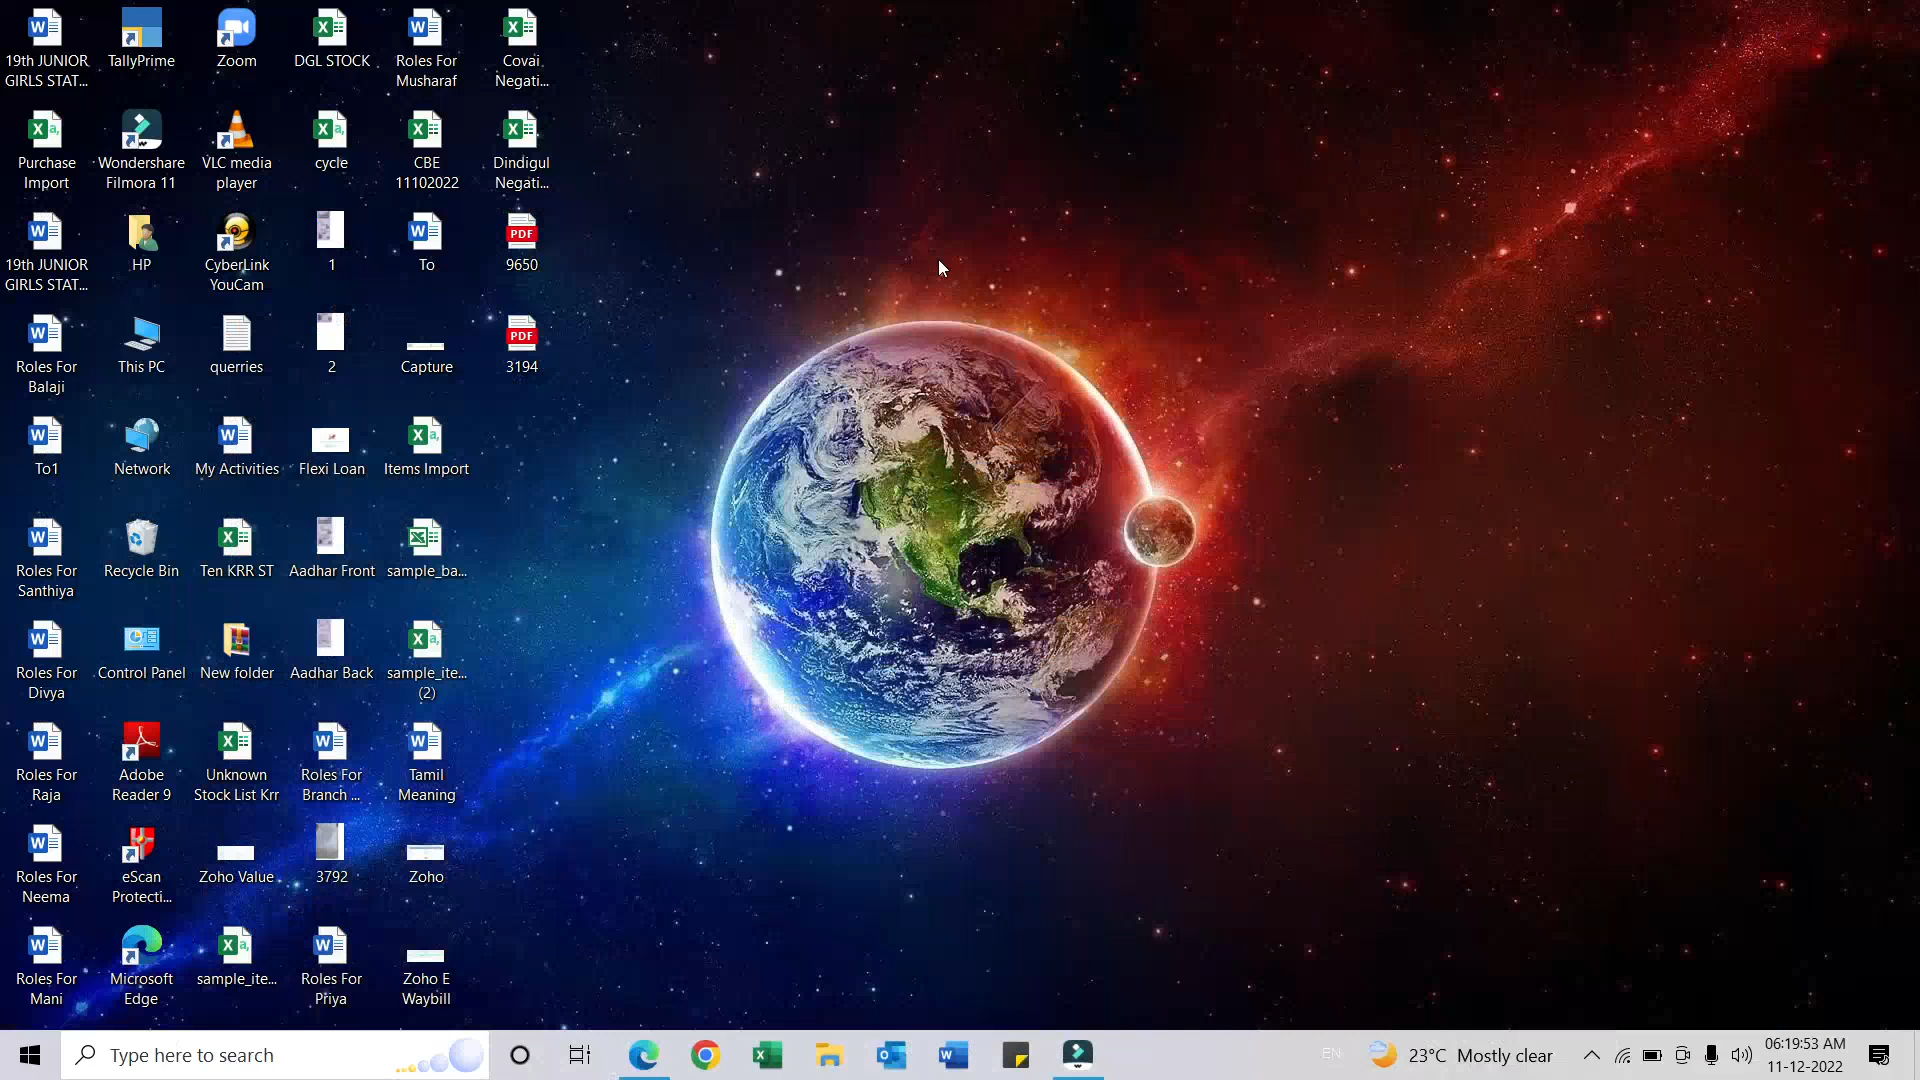 19th JUNIOR
GIRLS STAT...
TallyPrime
Zoom
DGL STOCK
Roles For
Musharaf
Covai
Negati...
Purchase
Import
Wondershare
Filmora 11
VLC media
player
cycle
CBE
11102022
Dindigul
Negati...
19th JUNIOR
GIRLS STAT...
HP
CyberLink
YouCam
1
To
PDF
9650
Roles For
Balaji
This PC
querries
2
Capture
PDF
3194
To1
Network
My Activities
Flexi Loan
Items Import
Roles For
Santhiya
Recycle Bin
Ten KRR ST
Aadhar Front
sample_ba...
Roles For
Divya
Control Panel
New folder
Aadhar Back
sample_ite...
(2)
Roles For
Raja
Adobe
Reader 9
Unknown
Stock List Krr
Roles For
Branch ...
Tamil
Meaning
Roles For
Neema
eScan
Protecti...
Zoho Value
3792
Zoho
Roles For
Mani
Microsoft
Edge
sample_ite...
Roles For
Priya
Zoho E
Waybill
Type here to search
EN
23°C Mostly clear
06:19:53 AM
11-12-2022